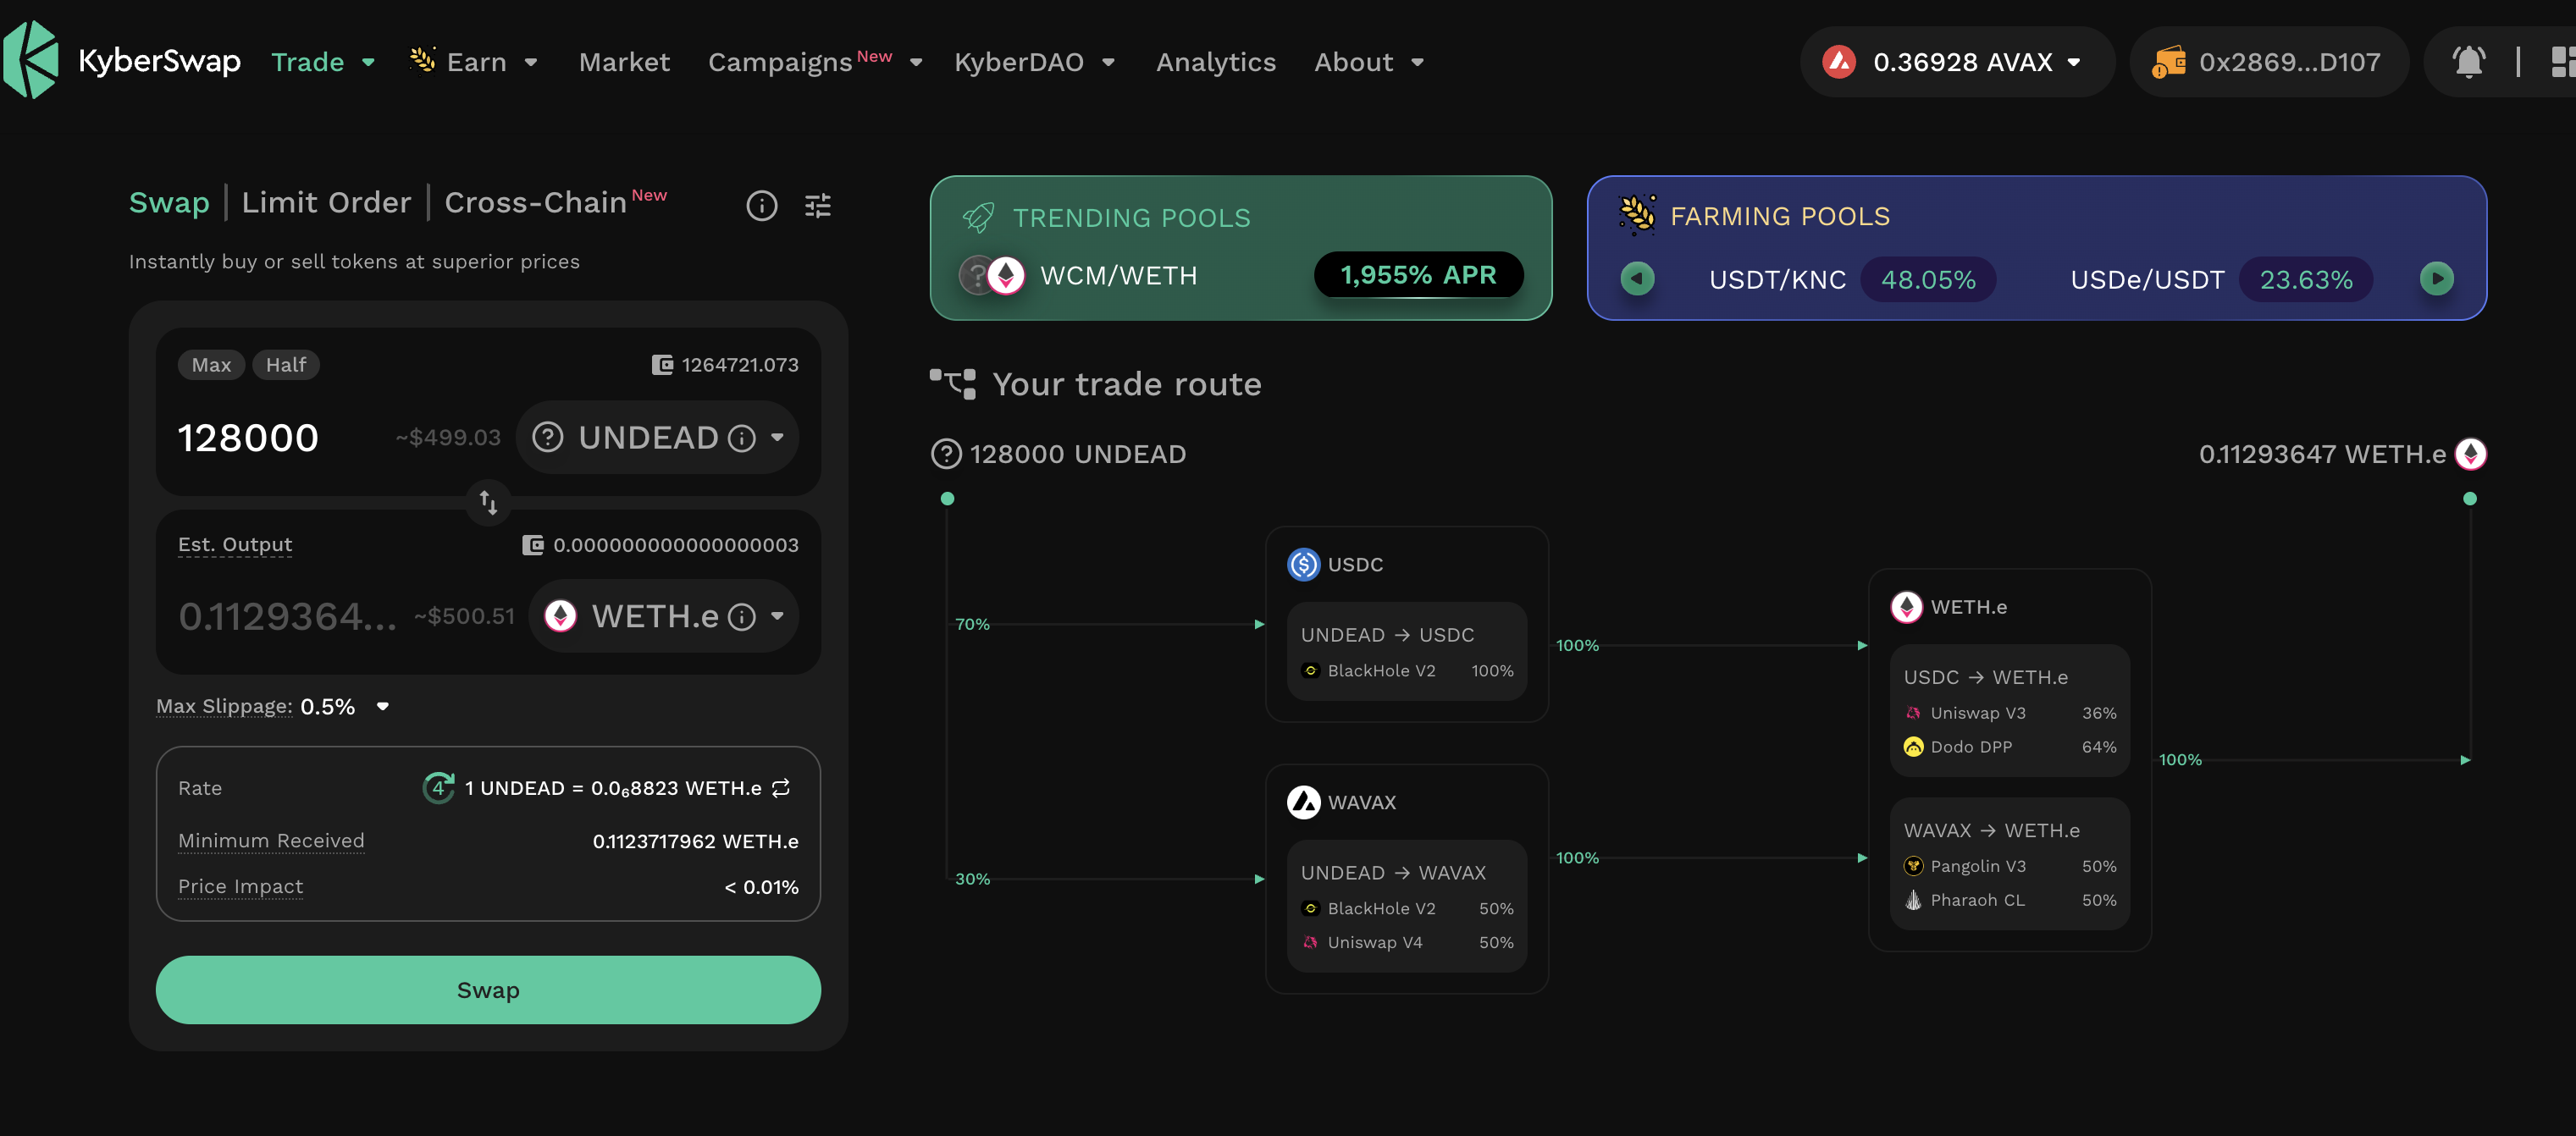 KyberSwap Trade Earn Market Campaigns New KyberDAO Analytics About 0.36928 AVAX 0x2869...D107
Swap | Limit Order | Cross-Chain New
Instantly buy or sell tokens at superior prices
Max Half 1264721.073
128000 ~$499.03 UNDEAD
Est. Output 0.000000000000000003
0.1129364... ~$500.51 WETH.e
Max Slippage: 0.5%
Rate 4 1 UNDEAD = 0.0₆8823 WETH.e
Minimum Received 0.1123717962 WETH.e
Price Impact < 0.01%
Swap
TRENDING POOLS
WCM/WETH 1,955% APR
FARMING POOLS
USDT/KNC 48.05% USDe/USDT 23.63%
Your trade route
128000 UNDEAD 0.11293647 WETH.e
70%
USDC
UNDEAD → USDC
BlackHole V2 100%
100%
30%
WAVAX
UNDEAD → WAVAX
BlackHole V2 50%
Uniswap V4 50%
100%
WETH.e
USDC → WETH.e
Uniswap V3 36%
Dodo DPP 64%
WAVAX → WETH.e
Pangolin V3 50%
Pharaoh CL 50%
100%